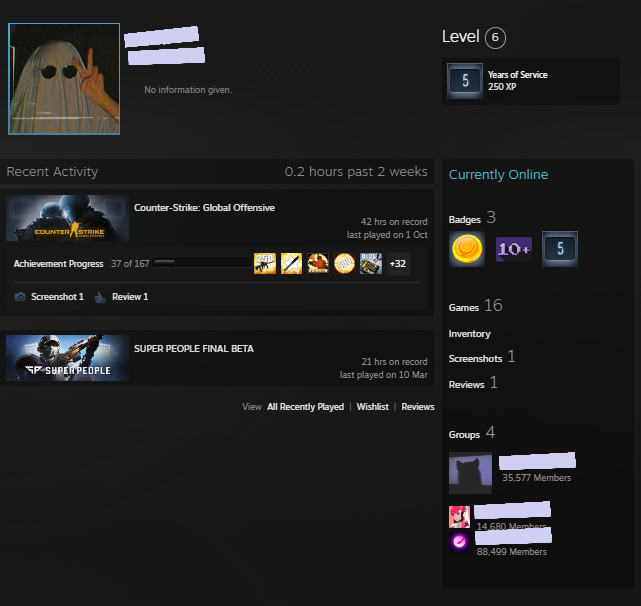 No information given.
Level 6
5
Years of Service
250 XP
Recent Activity
0.2 hours past 2 weeks
COUNTER STRIKE
Counter-Strike: Global Offensive
42 hrs on record
last played on 1 Oct
Achievement Progress 37 of 167
250
+32
Screenshot 1
Review 1
SP SUPER PEOPLE
SUPER PEOPLE FINAL BETA
21 hrs on record
last played on 10 Mar
View All Recently Played | Wishlist | Reviews
Currently Online
Badges 3
10+
5
Games 16
Inventory
Screenshots 1
Reviews 1
Groups 4
35,577 Members
14,680 Members
88,499 Members